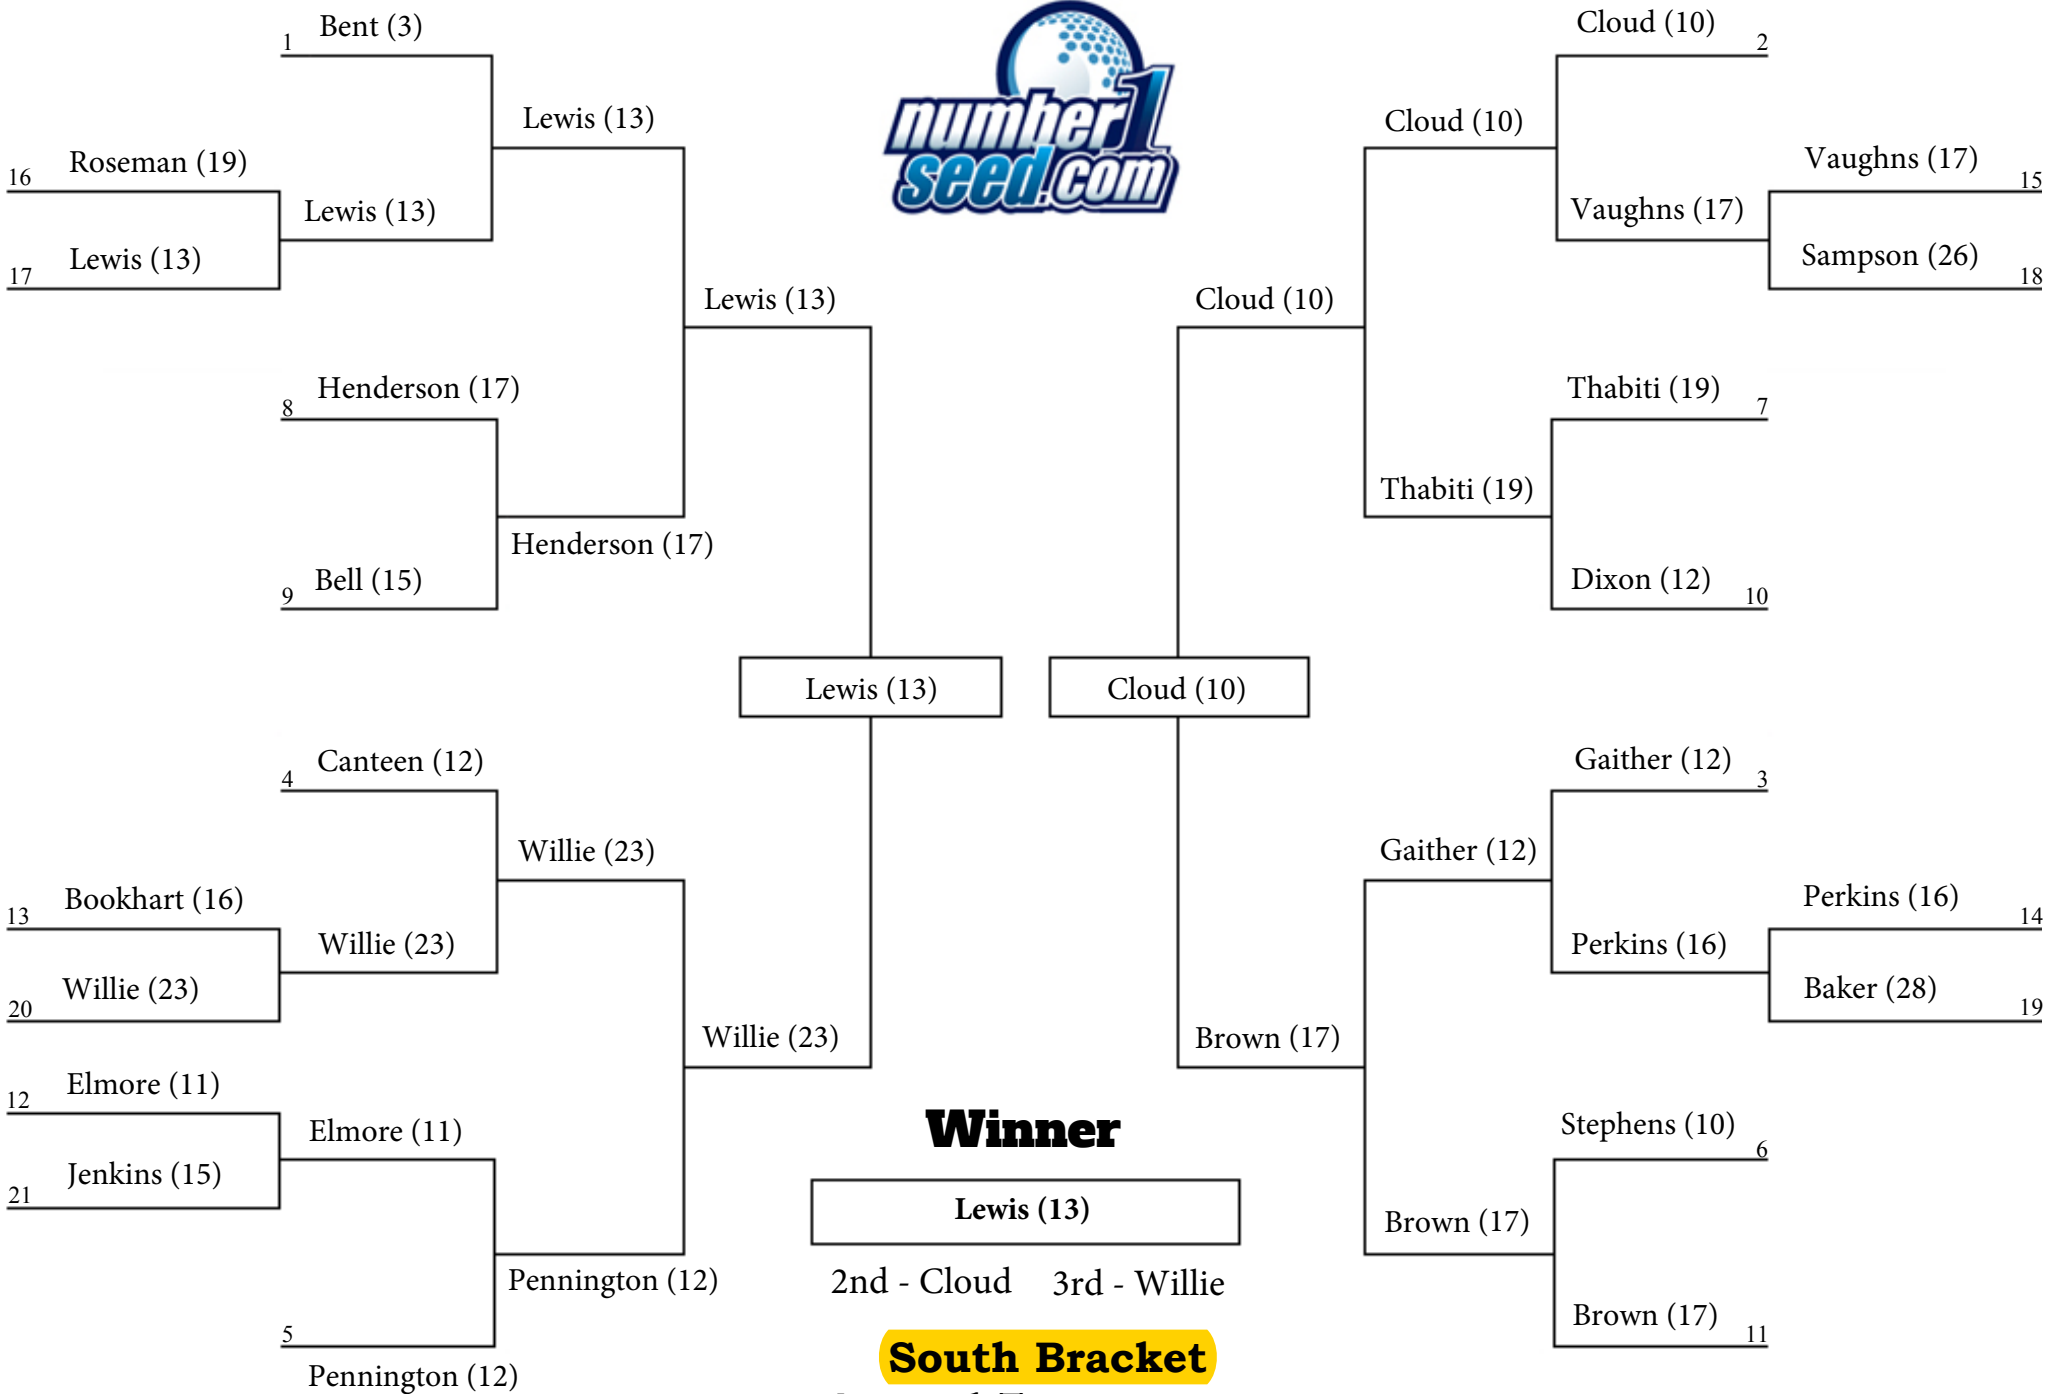 Bent (3)
1
Lewis (13)
Roseman (19)
16
Lewis (13)
Lewis (13)
17
Lewis (13)
Henderson (17)
8
Henderson (17)
Bell (15)
9
Lewis (13)
Canteen (12)
4
Willie (23)
Bookhart (16)
13
Willie (23)
Willie (23)
20
Willie (23)
Elmore (11)
12
Elmore (11)
Jenkins (15)
21
Pennington (12)
5
Pennington (12)
number1
seed.com
Cloud (10)
2
Cloud (10)
Vaughns (17)
15
Vaughns (17)
Sampson (26)
18
Cloud (10)
Thabiti (19)
7
Thabiti (19)
Dixon (12)
10
Cloud (10)
Gaither (12)
3
Gaither (12)
Perkins (16)
14
Perkins (16)
Baker (28)
19
Brown (17)
Stephens (10)
6
Brown (17)
Brown (17)
11
Winner
Lewis (13)
2nd - Cloud 3rd - Willie
South Bracket